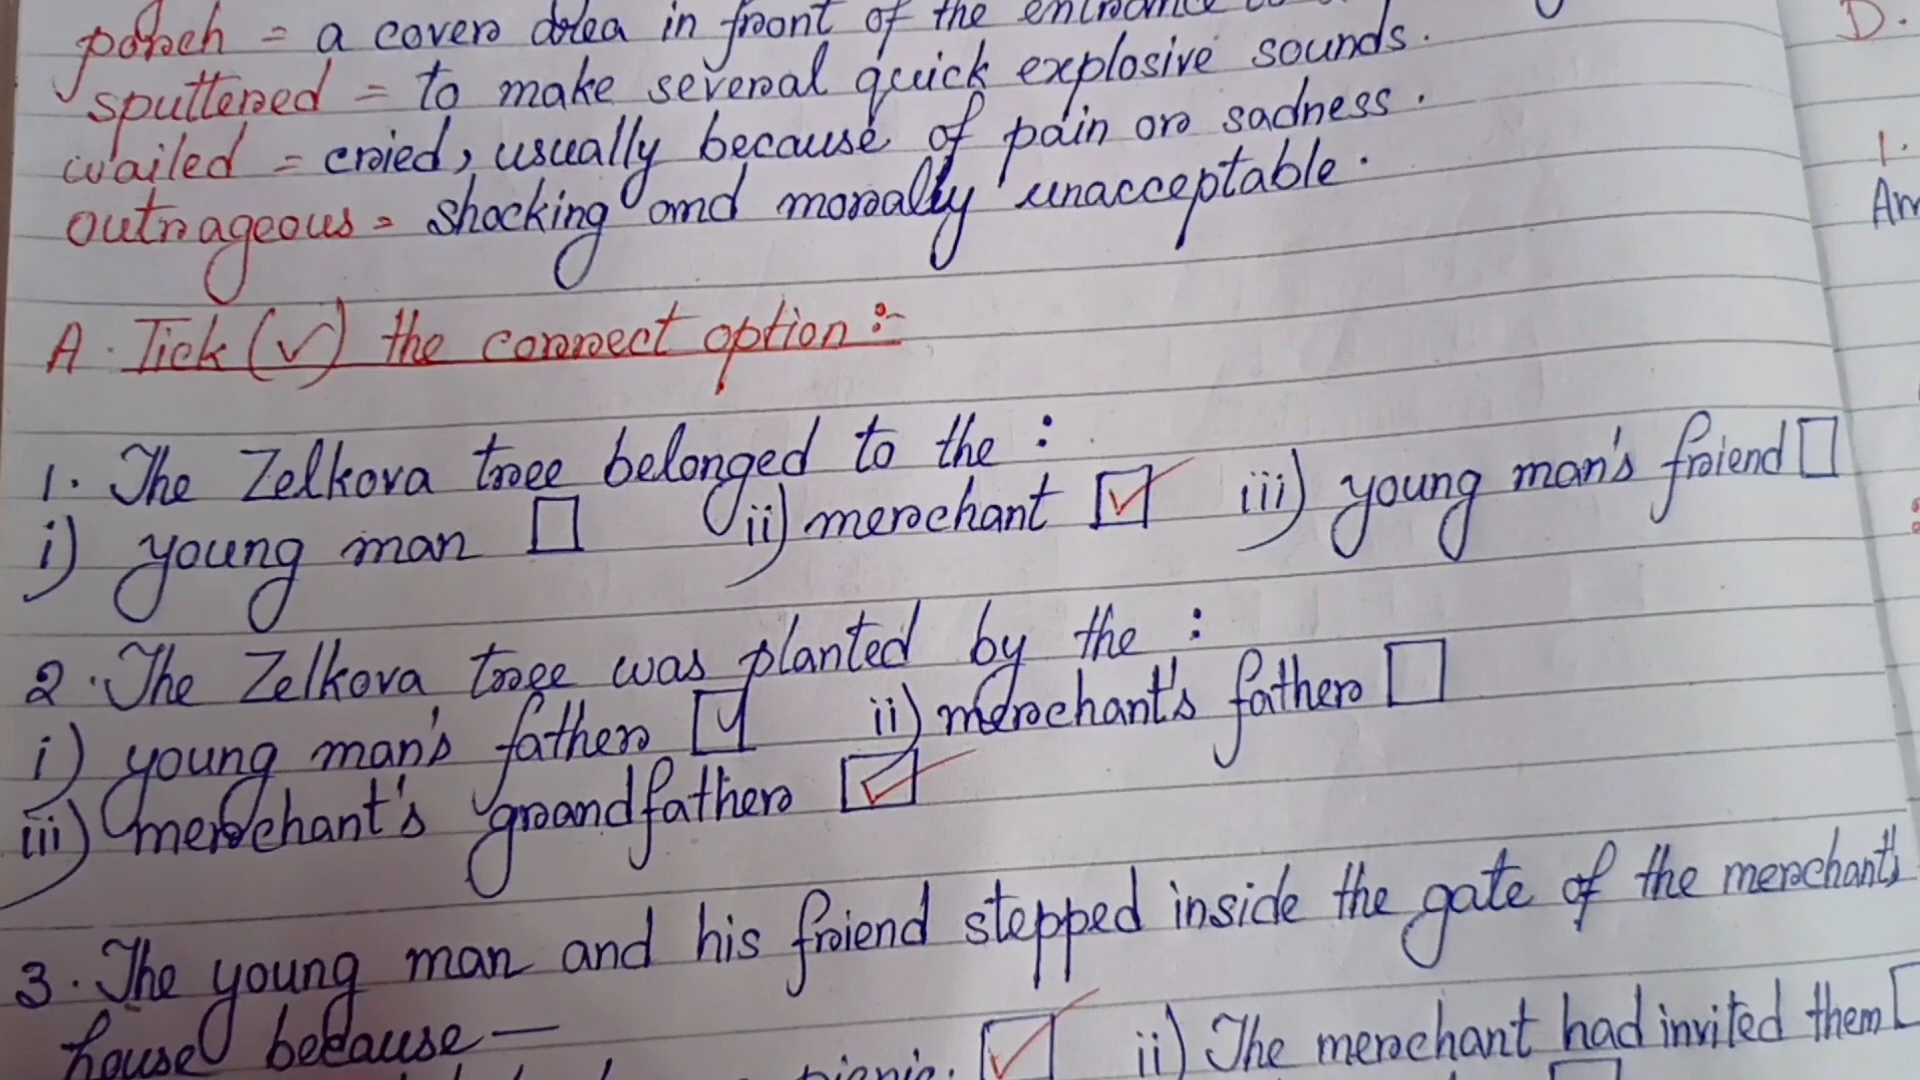 porch = a cover area in front of the entrance
sputtered = to make several quick explosive sounds.
wailed = cried, usually because of pain or sadness.
outrageous = shocking and morally unacceptable.
A. Tick (✓) the correct option :-
1. The Zelkova tree belonged to the :
i) young man ☐ ii) merchant ☑ iii) young man's friend ☐
2. The Zelkova tree was planted by the :
i) young man's father ☐ ii) merchant's father ☐
iii) merchant's grandfather ☑
3. The young man and his friend stepped inside the gate of the merchant's
house because —
picnic. ☑ ii) The merchant had invited them ☐
D.
1.